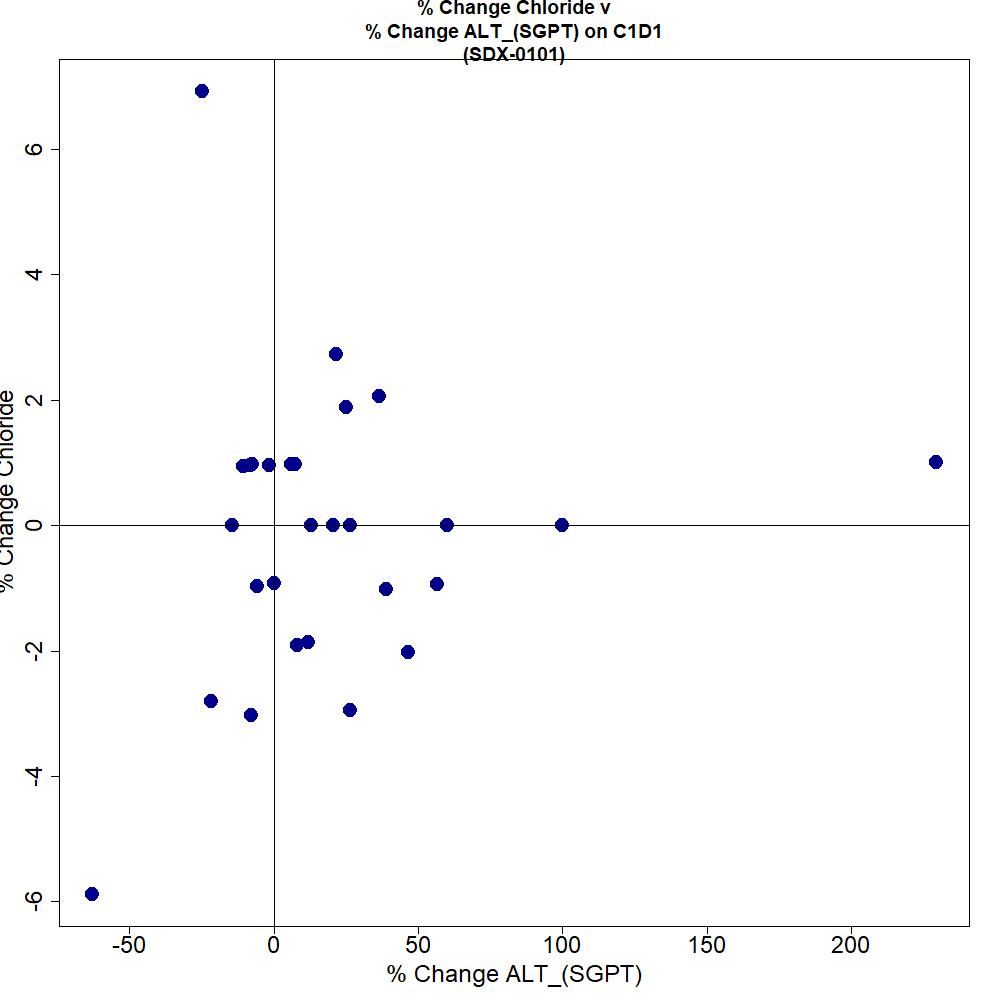 % Change Chloride v
% Change ALT_(SGPT) on C1D1
(SDX-0101)
6
4
2
0
-2
-4
-6
% Change Chloride
-50 0 50 100 150 200
% Change ALT_(SGPT)